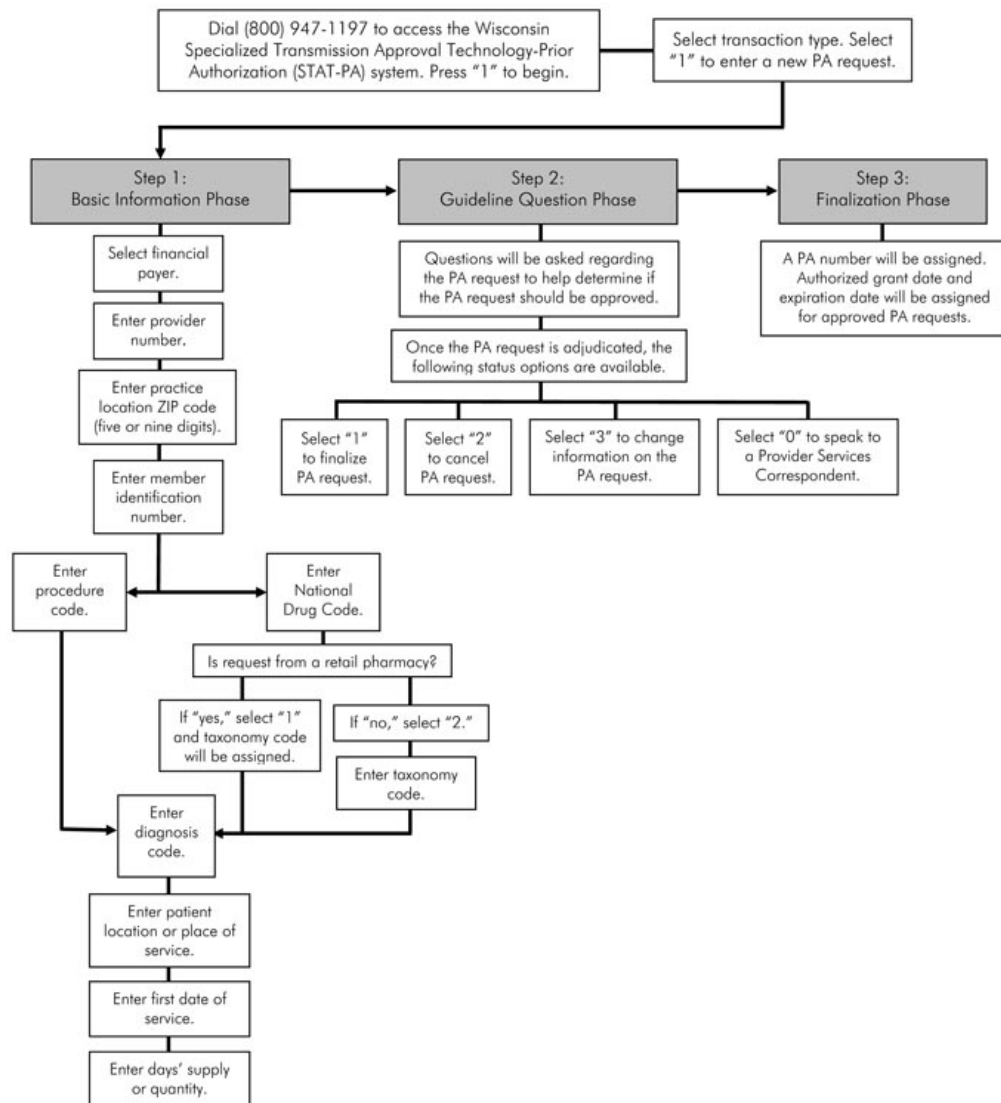 Dial (800) 947-1197 to access the Wisconsin
Specialized Transmission Approval Technology-Prior
Authorization (STAT-PA) system. Press “1” to begin.
Select transaction type. Select
“1” to enter a new PA request.
Step 1:
Basic Information Phase
Step 2:
Guideline Question Phase
Step 3:
Finalization Phase
Select financial
payer.
Enter provider
number.
Enter practice
location ZIP code
(five or nine digits).
Enter member
identification
number.
Enter
procedure
code.
Enter
National
Drug Code.
Is request from a retail pharmacy?
If “yes,” select “1”
and taxonomy code
will be assigned.
If “no,” select “2.”
Enter taxonomy
code.
Enter
diagnosis
code.
Enter patient
location or place of
service.
Enter first date of
service.
Enter days’ supply
or quantity.
Questions will be asked regarding
the PA request to help determine if
the PA request should be approved.
Once the PA request is adjudicated, the
following status options are available.
Select “1”
to finalize
PA request.
Select “2”
to cancel
PA request.
Select “3” to change
information on the
PA request.
Select “0” to speak to
a Provider Services
Correspondent.
A PA number will be assigned.
Authorized grant date and
expiration date will be assigned
for approved PA requests.